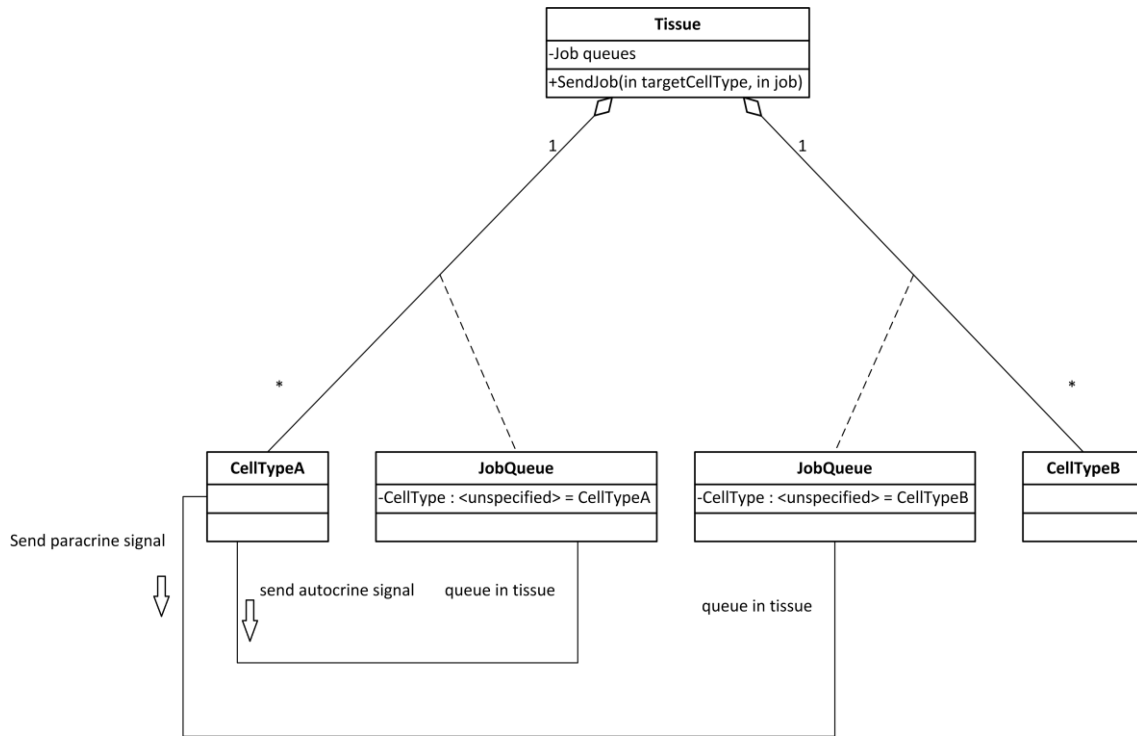 Tissue
-Job queues
+SendJob(in targetCellType, in job)
1
1
*
*
CellTypeA
JobQueue
-CellType : <unspecified> = CellTypeA
JobQueue
-CellType : <unspecified> = CellTypeB
CellTypeB
Send paracrine signal
send autocrine signal
queue in tissue
queue in tissue